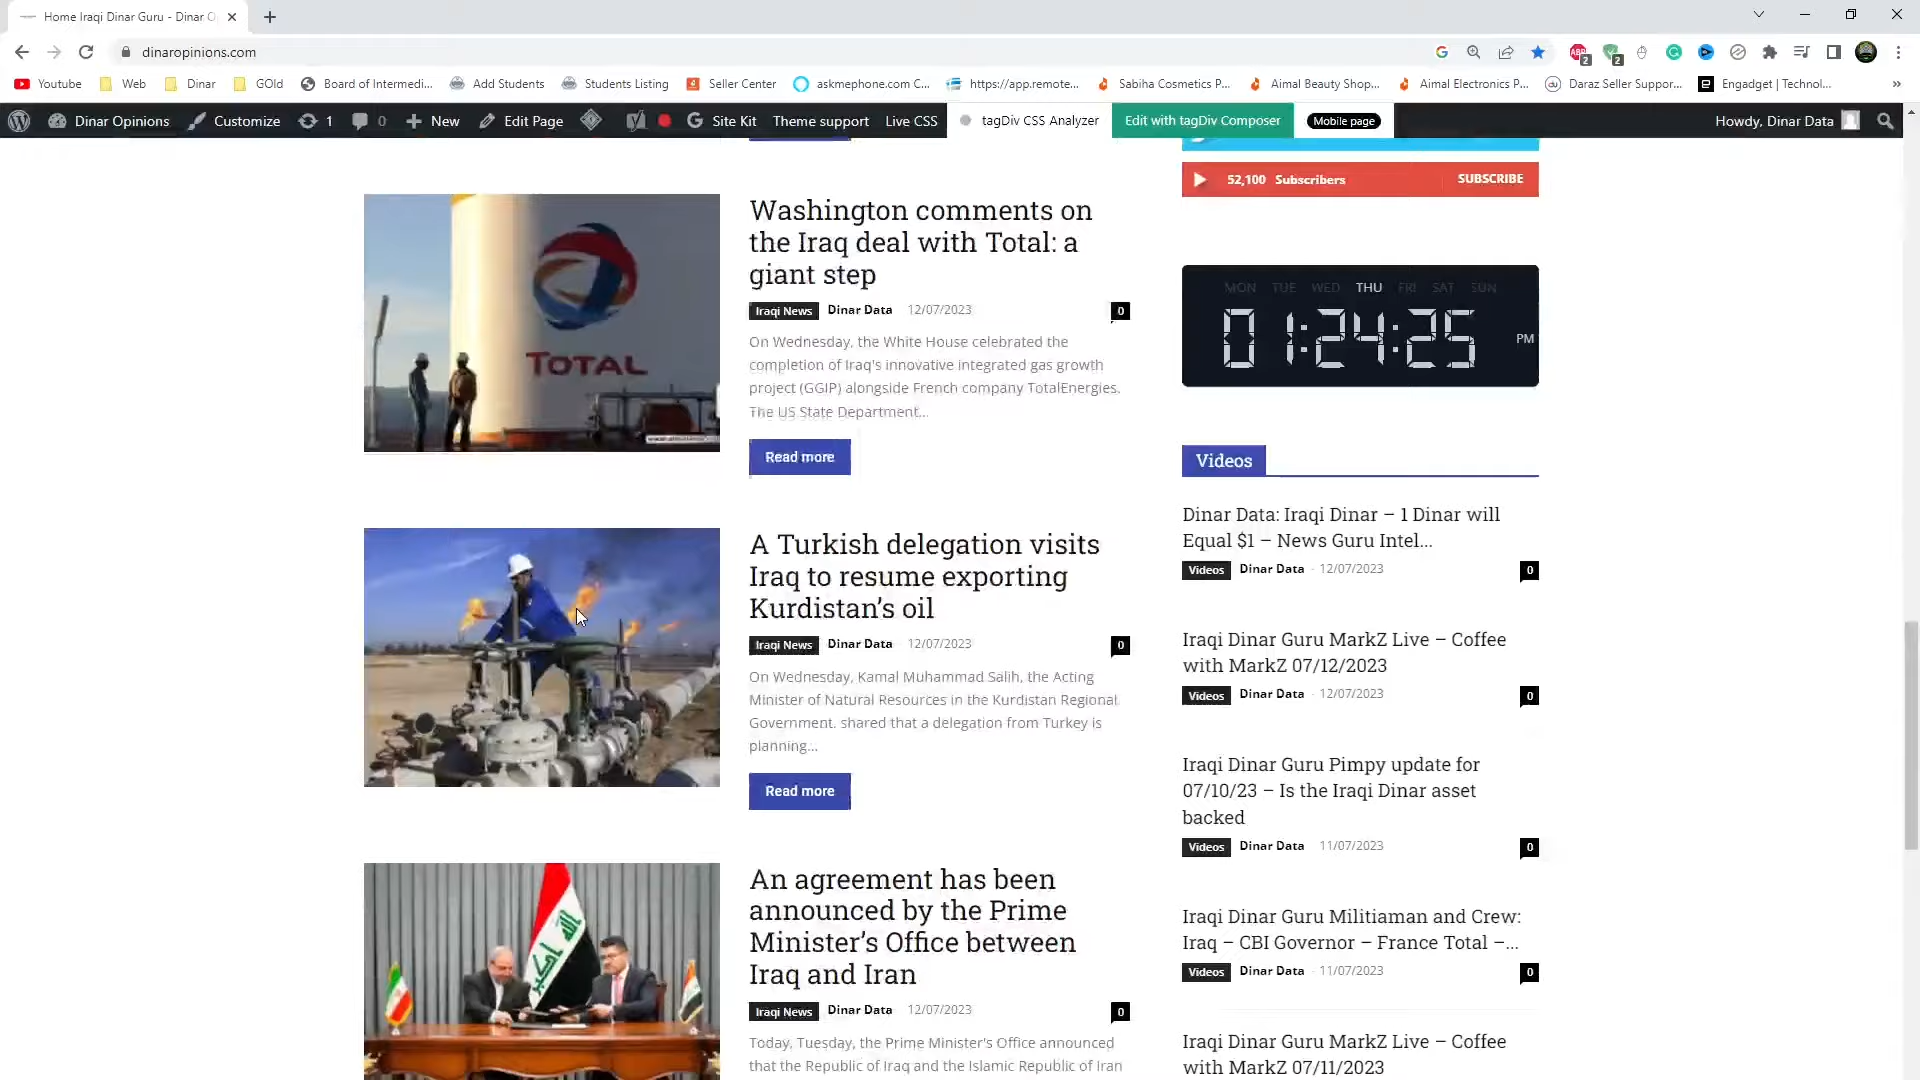 Home Iraqi Dinar Guru - Dinar O
dinaropinions.com
2
2
Youtube
Web
Dinar
GOld
Board of Intermedi...
Add Students
Students Listing
Seller Center
askmephone.com C...
https://app.remote...
Sabiha Cosmetics P...
Aimal Beauty Shop...
Aimal Electronics P...
Daraz Seller Suppor...
Engadget | Technol...
Dinar Opinions
Customize
1
0
New
Edit Page
Site Kit
Theme support
Live CSS
tagDiv CSS Analyzer
Edit with tagDiv Composer
Mobile page
Howdy, Dinar Data
TOTAL
Washington comments on
the Iraq deal with Total: a
giant step
Iraqi News Dinar Data 12/07/2023 0
On Wednesday, the White House celebrated the
completion of Iraq's innovative integrated gas growth
project (GGIP) alongside French company TotalEnergies.
The US State Department...
Read more
A Turkish delegation visits
Iraq to resume exporting
Kurdistan's oil
Iraqi News Dinar Data - 12/07/2023 0
On Wednesday, Kamal Muhammad Salih, the Acting
Minister of Natural Resources in the Kurdistan Regional
Government. shared that a delegation from Turkey is
planning...
Read more
An agreement has been
announced by the Prime
Minister's Office between
Iraq and Iran
Iraqi News Dinar Data - 12/07/2023 0
Today, Tuesday, the Prime Minister's Office announced
that the Republic of Iraq and the Islamic Republic of Iran
52,100 Subscribers SUBSCRIBE
MON TUE WED THU FRI SAT SUN
01:24:25 PM
Videos
Dinar Data: Iraqi Dinar – 1 Dinar will
Equal $1 – News Guru Intel...
Videos Dinar Data - 12/07/2023 0
Iraqi Dinar Guru MarkZ Live – Coffee
with MarkZ 07/12/2023
Videos Dinar Data - 12/07/2023 0
Iraqi Dinar Guru Pimpy update for
07/10/23 – Is the Iraqi Dinar asset
backed
Videos Dinar Data - 11/07/2023 0
Iraqi Dinar Guru Militiaman and Crew:
Iraq – CBI Governor – France Total –...
Videos Dinar Data - 11/07/2023 0
Iraqi Dinar Guru MarkZ Live – Coffee
with MarkZ 07/11/2023